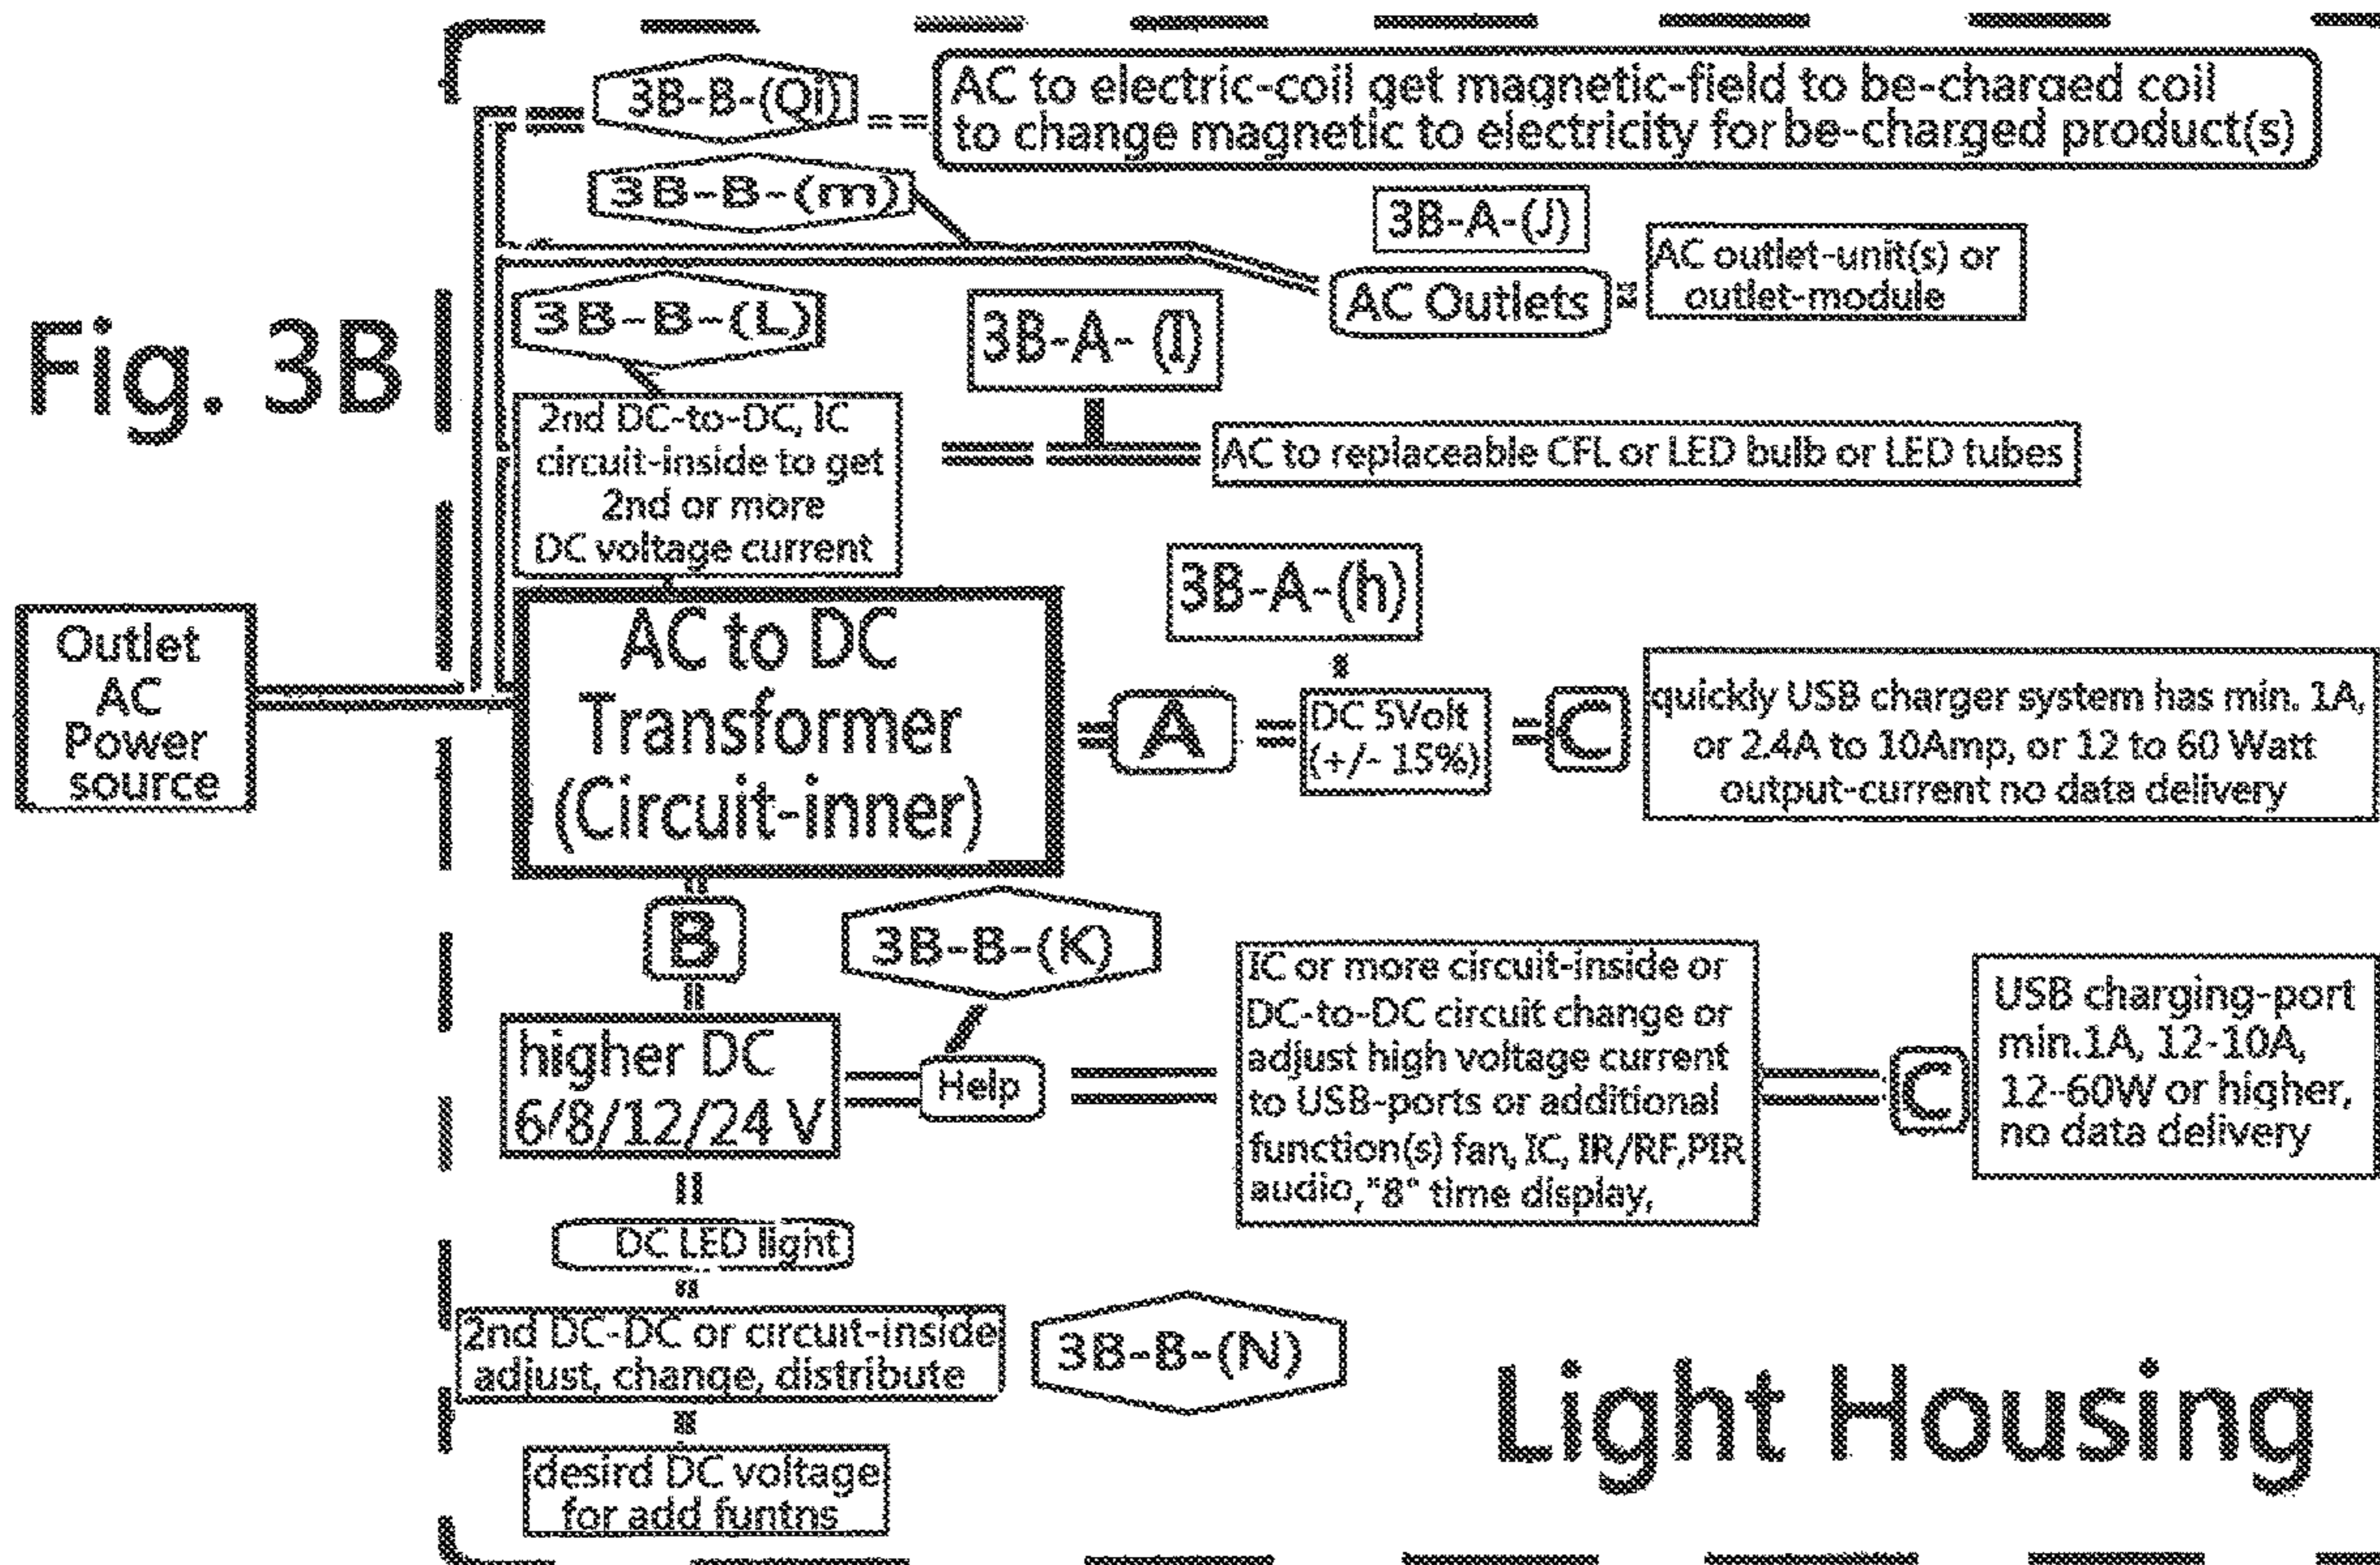 3B-B-(Qi)
AC to electric-coil get magnetic-field to be-charged coil
to change magnetic to electricity for be-charged product(s)
3B-B-(m)
3B-A-(J)
AC Outlets
AC outlet-unit(s) or
outlet-module
Fig. 3B
3B-B-(L)
3B-A-(I)
2nd DC-to-DC, IC
circuit-inside to get
2nd or more
DC voltage current
AC to replaceable CFL or LED bulb or LED tubes
3B-A-(h)
Outlet
AC
Power
source
AC to DC
Transformer
(Circuit-inner)
A
DC 5Volt
(+/- 15%)
C
quickly USB charger system has min. 1A,
or 2.4A to 10Amp, or 12 to 60 Watt
output-current no data delivery
B
3B-B-(K)
higher DC
6/8/12/24 V
Help
IC or more circuit-inside or
DC-to-DC circuit change or
adjust high voltage current
to USB-ports or additional
function(s) fan, IC, IR/RF,PIR
audio,"8" time display,
C
USB charging-port
min.1A, 12-10A,
12--60W or higher,
no data delivery
DC LED light
2nd DC-DC or circuit-inside
adjust, change, distribute
3B-B-(N)
desird DC voltage
for add funtns
Light Housing